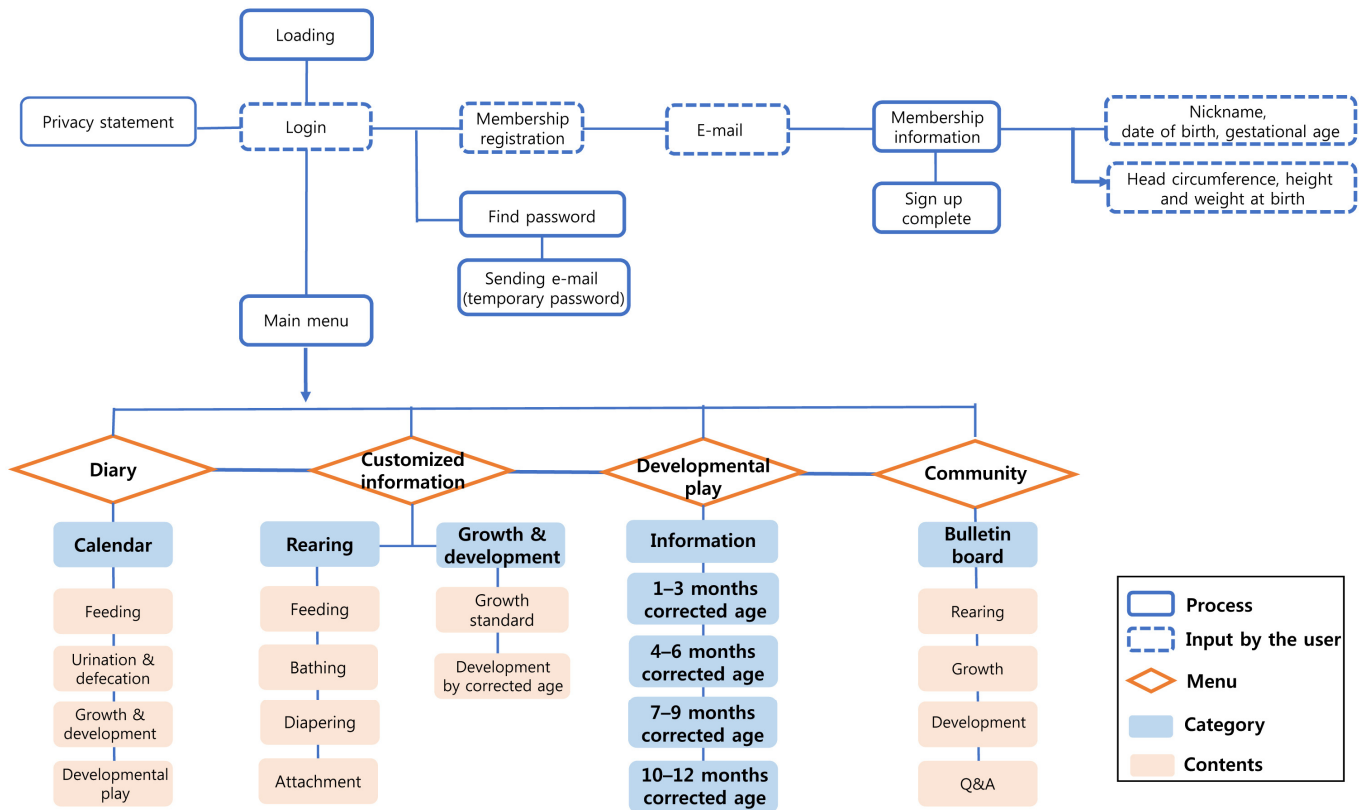 Loading
Privacy statement
Login
Membership
registration
E-mail
Membership
information
Nickname,
date of birth, gestational age
Head circumference, height
and weight at birth
Sign up
complete
Find password
Sending e-mail
(temporary password)
Main menu
Diary
Customized
information
Developmental
play
Community
Calendar
Feeding
Urination &
defecation
Growth &
development
Developmental
play
Rearing
Feeding
Bathing
Diapering
Attachment
Growth &
development
Growth
standard
Development
by corrected age
Information
1–3 months
corrected age
4–6 months
corrected age
7–9 months
corrected age
10–12 months
corrected age
Bulletin
board
Rearing
Growth
Development
Q&A
Process
Input by the user
Menu
Category
Contents